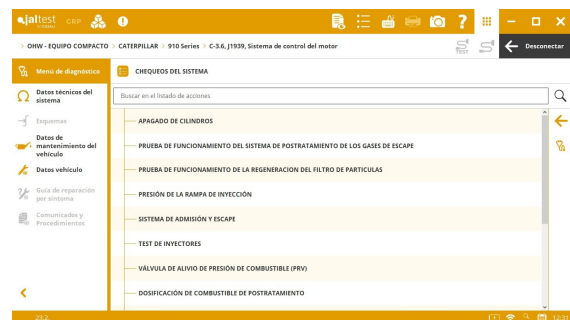 jaltest GRP
> OHW - EQUIPO COMPACTO > CATERPILLAR > 910 Series > C-3.6, J1939, Sistema de control del motor
TEST
Desconectar
Menú de diagnóstico
CHEQUEOS DEL SISTEMA
Datos técnicos del
sistema
Buscar en el listado de acciones
Esquemas
Datos de
mantenimiento del
vehículo
Datos vehículo
Guía de reparación
por síntoma
Comunicados y
Procedimientos
APAGADO DE CILINDROS
PRUEBA DE FUNCIONAMIENTO DEL SISTEMA DE POSTRATAMIENTO DE LOS GASES DE ESCAPE
PRUEBA DE FUNCIONAMIENTO DE LA REGENERACION DEL FILTRO DE PARTICULAS
PRESIÓN DE LA RAMPA DE INYECCIÓN
SISTEMA DE ADMISIÓN Y ESCAPE
TEST DE INYECTORES
VÁLVULA DE ALIVIO DE PRESIÓN DE COMBUSTIBLE (PRV)
DOSIFICACIÓN DE COMBUSTIBLE DE POSTRATAMIENTO
23.2
12:31